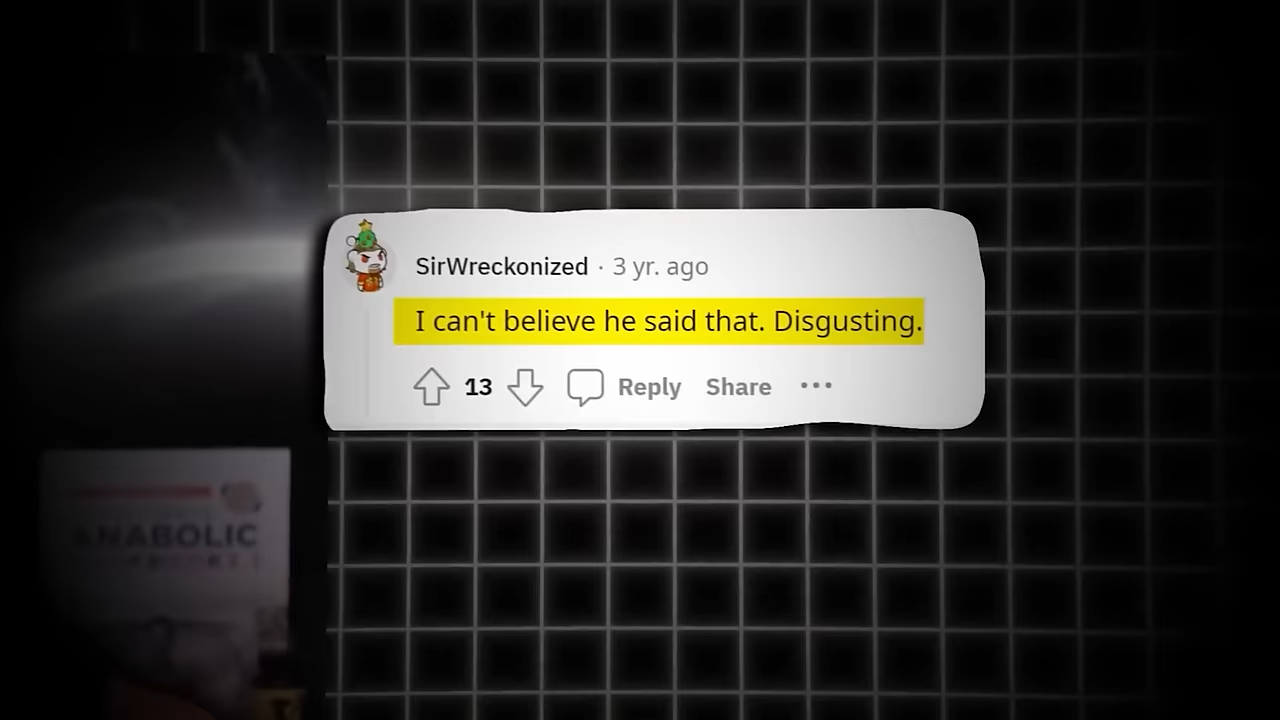 SirWreckonized · 3 yr. ago
I can't believe he said that. Disgusting.
13 Reply Share ···
ANABOLIC